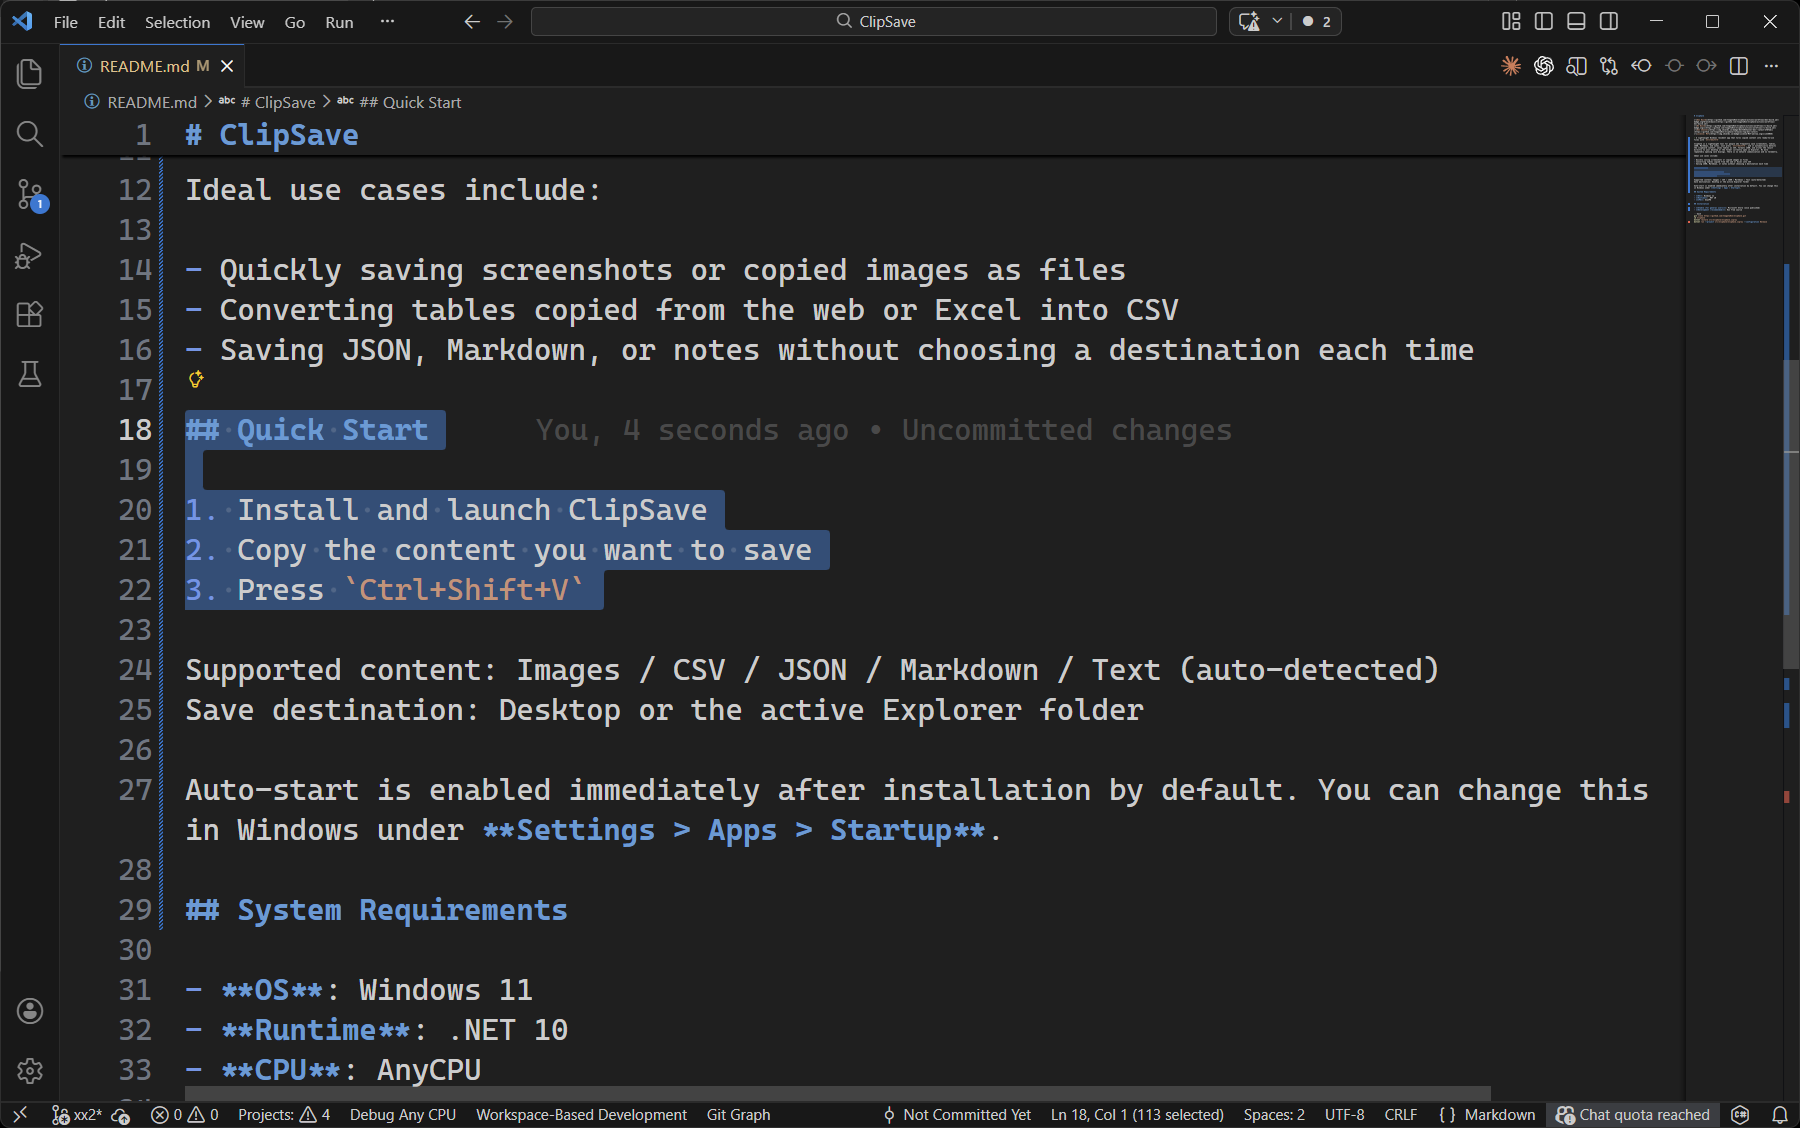 File Edit Selection View Go Run ··· ClipSave 2
README.md M
README.md > abc # ClipSave > abc ## Quick Start
1 # ClipSave
12 Ideal use cases include:
13
14 - Quickly saving screenshots or copied images as files
15 - Converting tables copied from the web or Excel into CSV
16 - Saving JSON, Markdown, or notes without choosing a destination each time
17
18 ## Quick Start You, 4 seconds ago • Uncommitted changes
19
20 1. Install and launch ClipSave
21 2. Copy the content you want to save
22 3. Press `Ctrl+Shift+V`
23
24 Supported content: Images / CSV / JSON / Markdown / Text (auto-detected)
25 Save destination: Desktop or the active Explorer folder
26
27 Auto-start is enabled immediately after installation by default. You can change this
in Windows under **Settings > Apps > Startup**.
28
29 ## System Requirements
30
31 - **OS**: Windows 11
32 - **Runtime**: .NET 10
33 - **CPU**: AnyCPU
1
xx2* 0 0 Projects: 4 Debug Any CPU Workspace-Based Development Git Graph Not Committed Yet Ln 18, Col 1 (113 selected) Spaces: 2 UTF-8 CRLF {} Markdown Chat quota reached